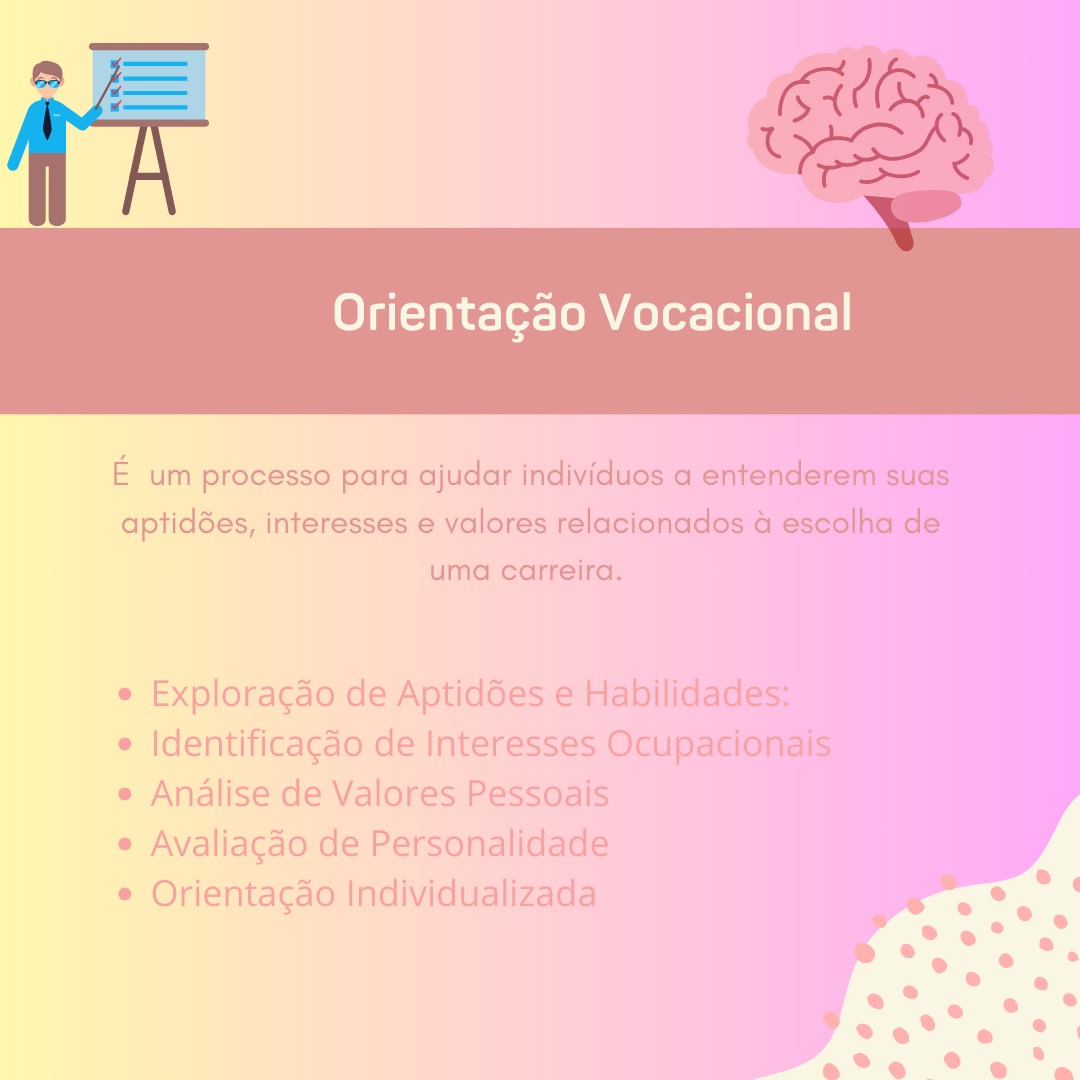 Orientação Vocacional
É um processo para ajudar indivíduos a entenderem suas
aptidões, interesses e valores relacionados à escolha de
uma carreira.
• Exploração de Aptidões e Habilidades:
• Identificação de Interesses Ocupacionais
• Análise de Valores Pessoais
• Avaliação de Personalidade
• Orientação Individualizada